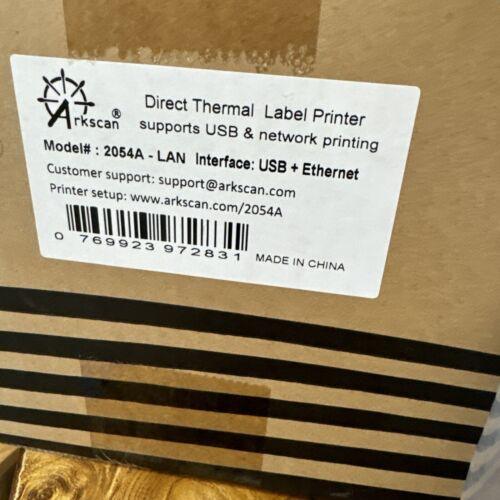 Arkscan®
Direct Thermal Label Printer
supports USB & network printing
Model# : 2054A - LAN Interface: USB + Ethernet
Customer support: support@arkscan.com
Printer setup: www.arkscan.com/2054A
0 769923 972831
MADE IN CHINA